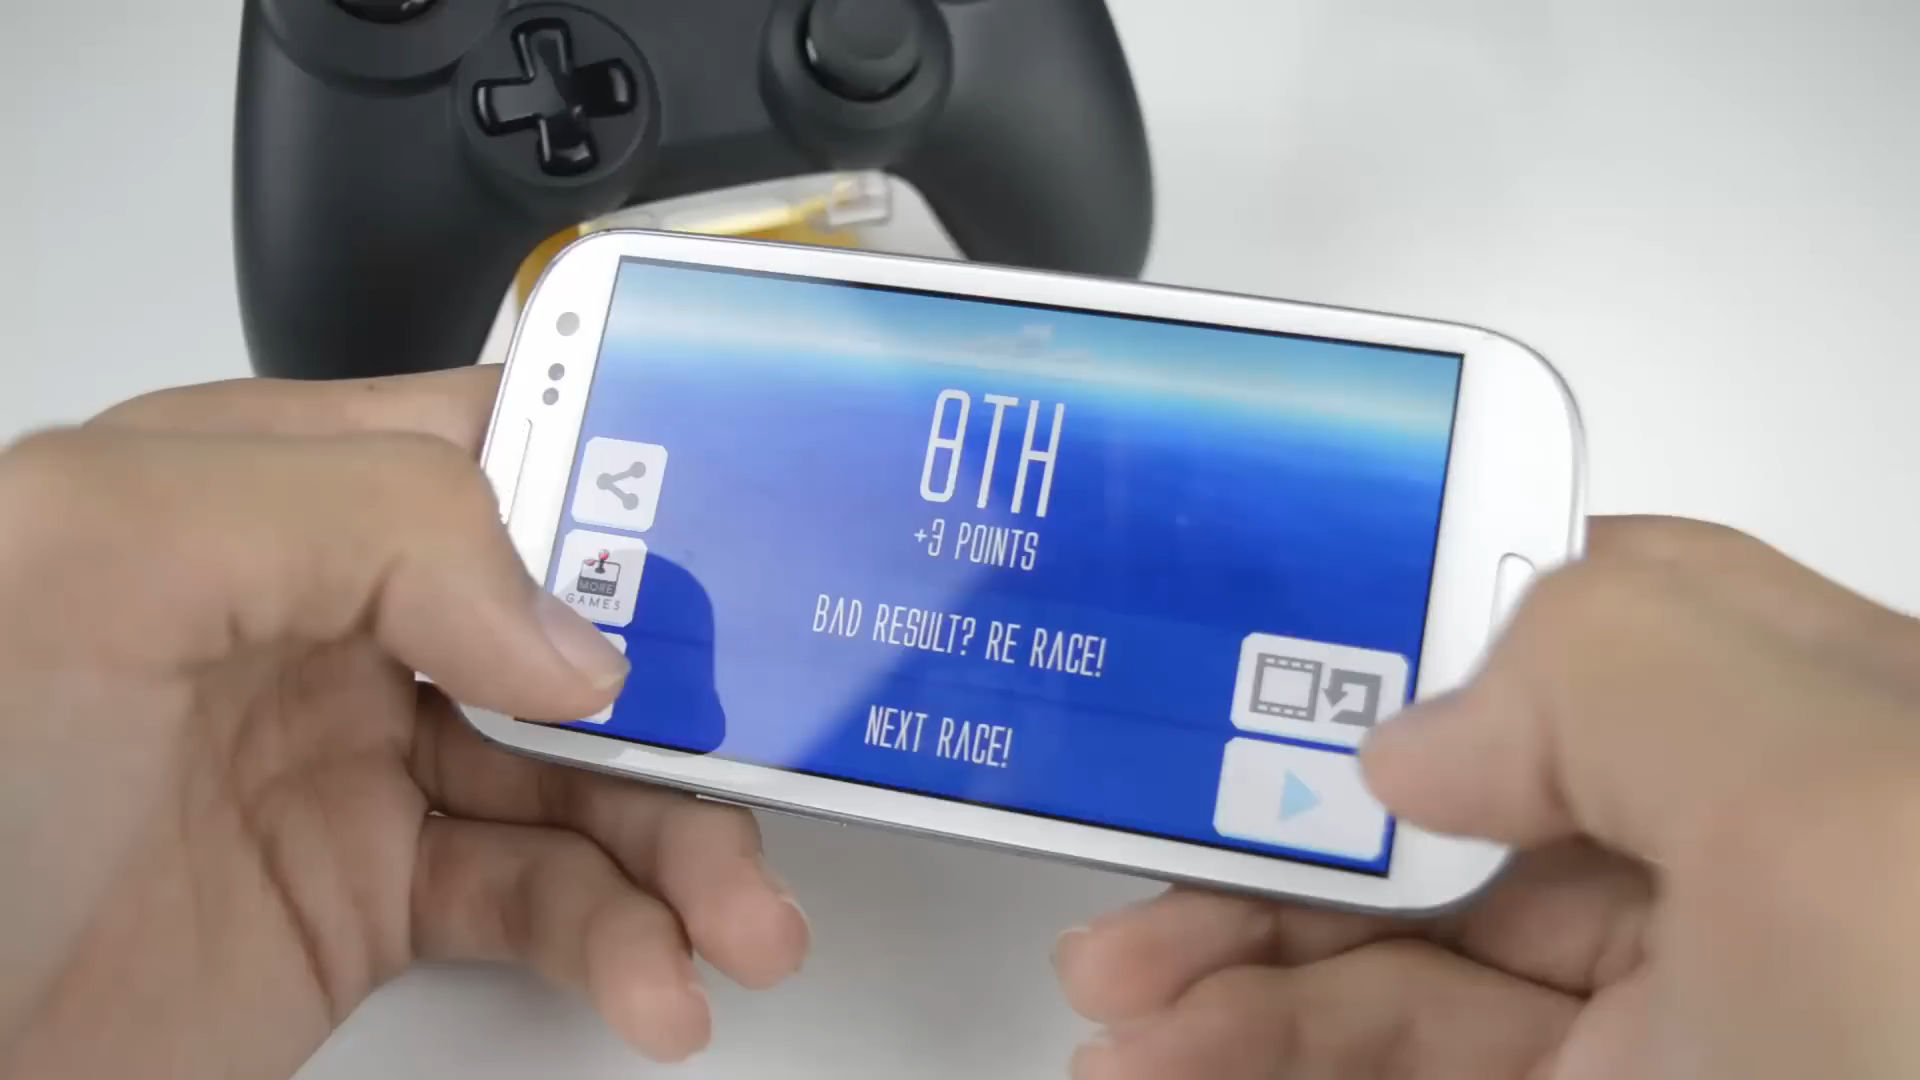 8TH
+3 POINTS
MORE
GAMES
BAD RESULT? RE RACE!
NEXT RACE!